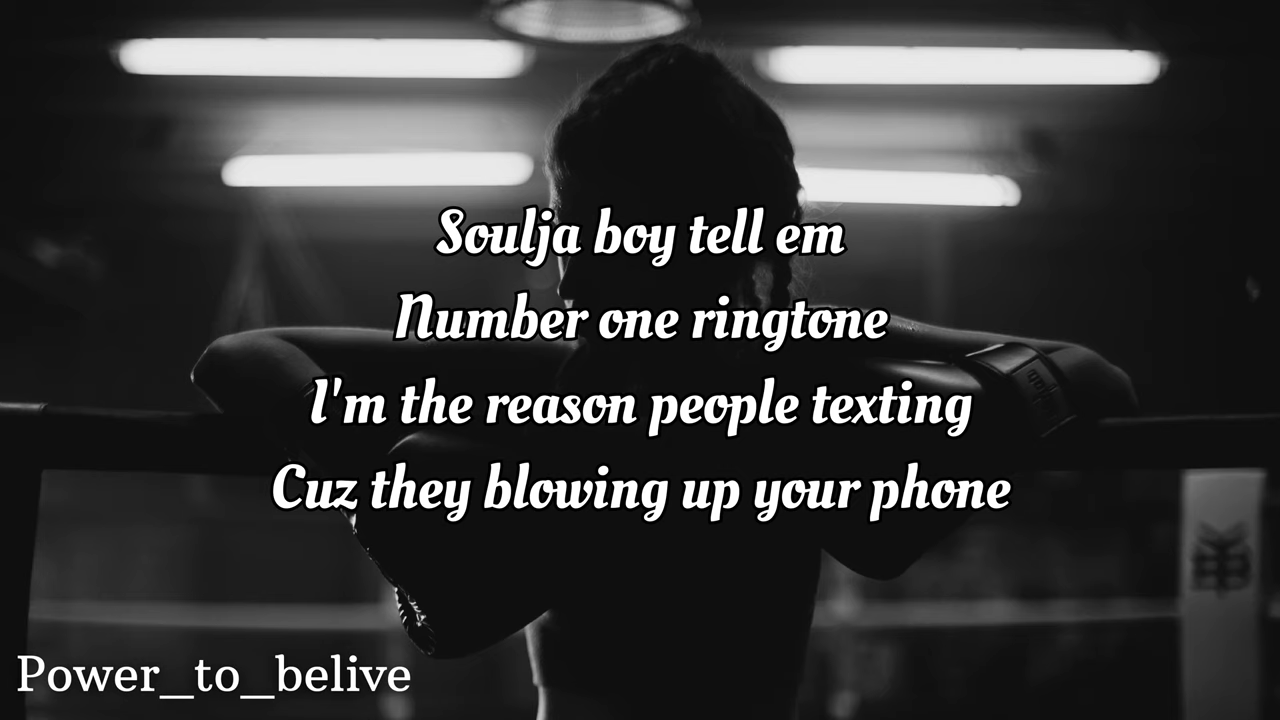 Soulja boy tell em
Number one ringtone
I'm the reason people texting
Cuz they blowing up your phone
Power_to_belive